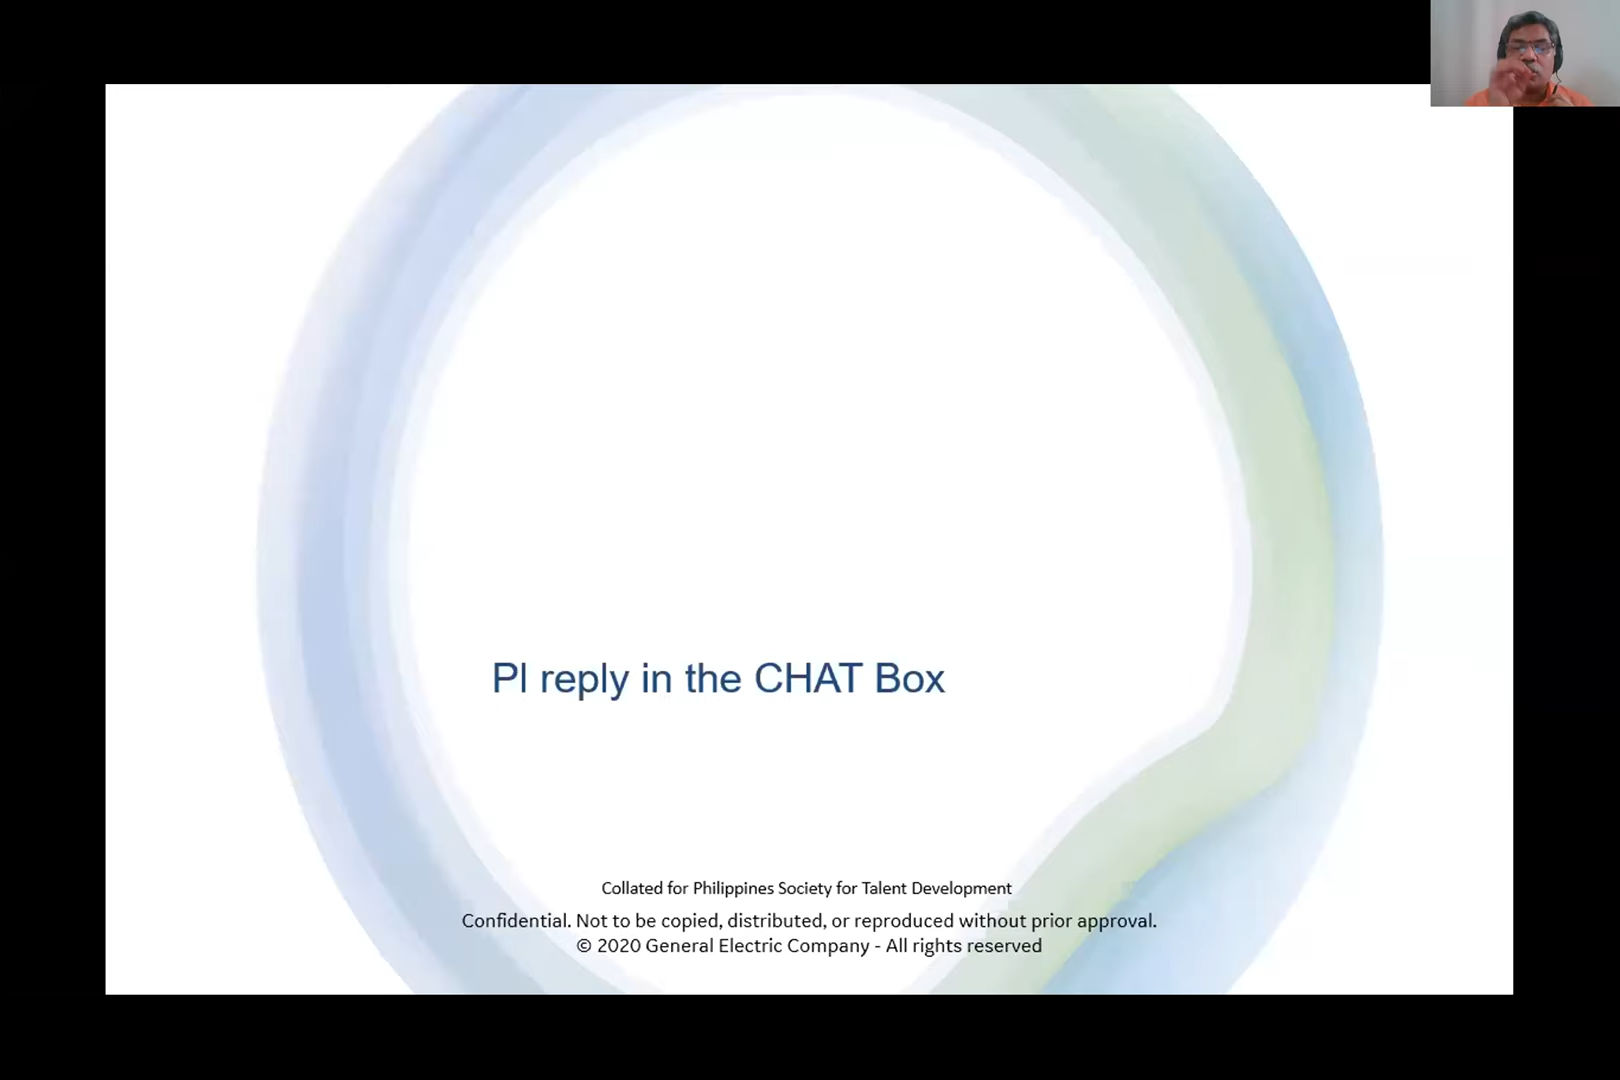 Pl reply in the CHAT Box
Collated for Philippines Society for Talent Development
Confidential. Not to be copied, distributed, or reproduced without prior approval.
© 2020 General Electric Company - All rights reserved